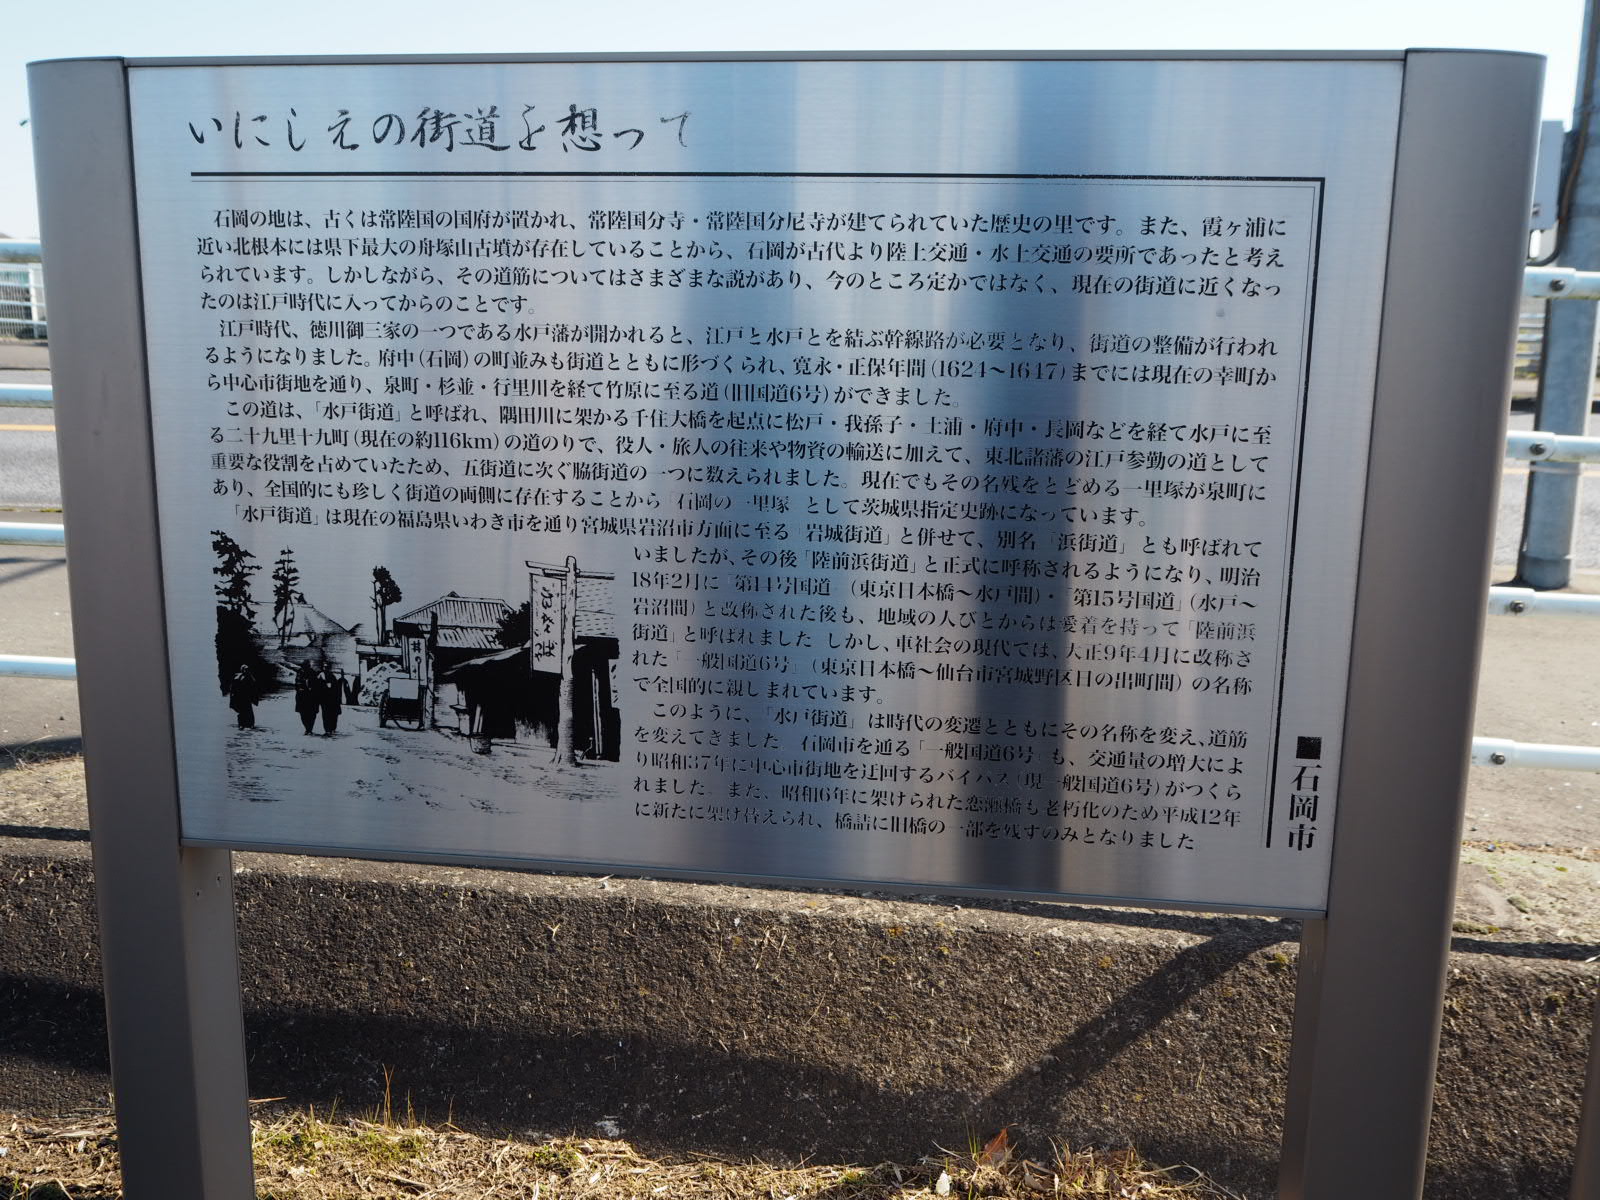 いにしえの街道を想って
石岡の地は、古くは常陸国の国府が置かれ、常陸国分寺・常陸国分尼寺が建てられていた歴史の里です。また、霞ヶ浦に
近い北根本には県下最大の舟塚山古墳が存在していることから、石岡が古代より陸上交通・水上交通の要所であったと考え
られています。しかしながら、その道筋についてはさまざまな説があり、今のところ定かではなく、現在の街道に近くなっ
たのは江戸時代に入ってからのことです。
江戸時代、徳川御三家の一つである水戸藩が開かれると、江戸と水戸とを結ぶ幹線路が必要となり、街道の整備が行われ
るようになりました。府中(石岡)の町並みも街道とともに形づくられ、寛永・正保年間(1624〜1647)までには現在の幸町か
ら中心市街地を通り、泉町・杉並・行里川を経て竹原に至る道(旧国道6号)ができました。
この道は、「水戸街道」と呼ばれ、隅田川に架かる千住大橋を起点に松戸・我孫子・土浦・府中・長岡などを経て水戸に至
る二十九里十九町(現在の約116km)の道のりで、役人・旅人の往来や物資の輸送に加えて、東北諸藩の江戸参勤の道として
重要な役割を占めていたため、五街道に次ぐ脇街道の一つに数えられました。現在でもその名残をとどめる一里塚が泉町に
あり、全国的にも珍しく街道の両側に存在することから「石岡の一里塚」として茨城県指定史跡になっています。
「水戸街道」は現在の福島県いわき市を通り宮城県岩沼市方面に至る「岩城街道」と併せて、別名「浜街道」とも呼ばれて
いましたが、その後「陸前浜街道」と正式に呼称されるようになり、明治
18年2月に「第14号国道」(東京日本橋〜水戸間)・「第15号国道」(水戸〜
岩沼間)と改称された後も、地域の人びとからは愛着を持って「陸前浜
街道」と呼ばれました。しかし、車社会の現代では、大正9年4月に改称さ
れた「一般国道6号」(東京日本橋〜仙台市宮城野区日の出町間)の名称
で全国的に親しまれています。
このように、「水戸街道」は時代の変遷とともにその名称を変え、道筋
を変えてきました。石岡市を通る「一般国道6号」も、交通量の増大によ
り昭和37年に中心市街地を迂回するバイパス(現一般国道6号)がつくら
れました。また、昭和6年に架けられた恋瀬橋も老朽化のため平成12年
に新たに架け替えられ、橋詰に旧橋の一部を残すのみとなりました
■石岡市